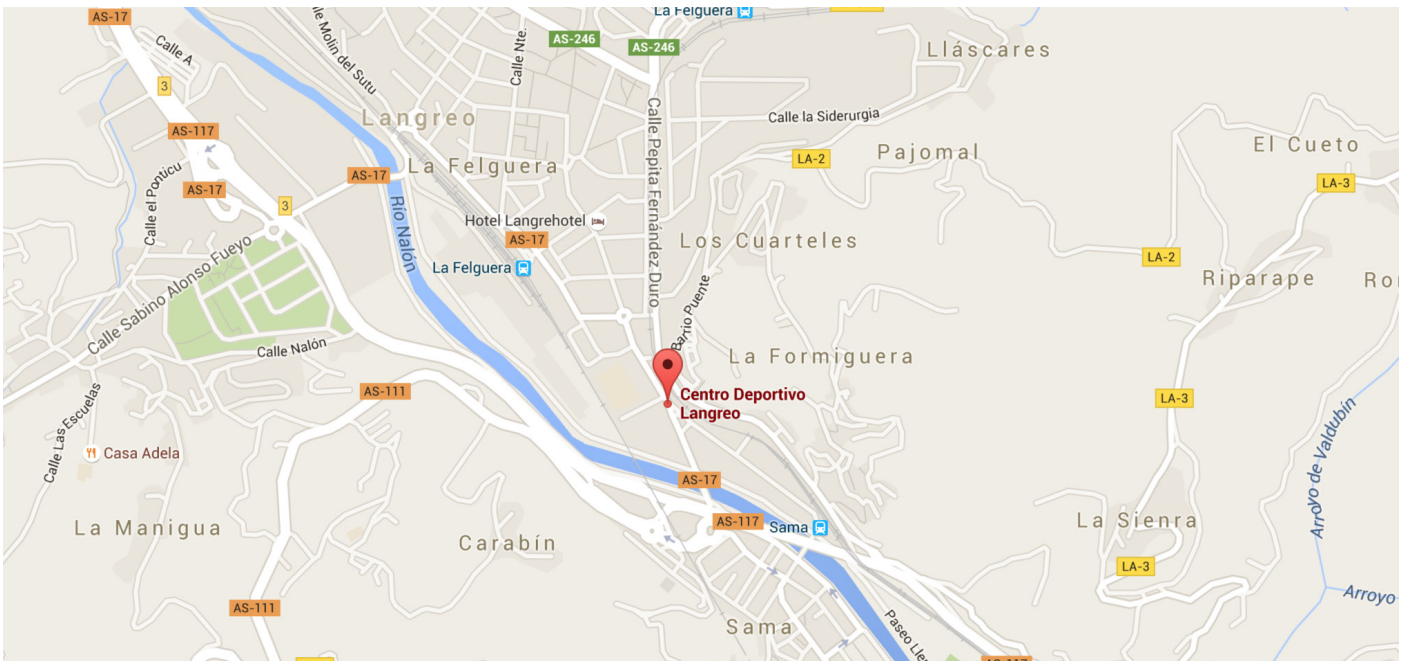 AS-17
La Felguera
Calle A
Calle Molin del Sutu
Calle Nte.
AS-246
AS-246
Lláscares
3
Langreo
AS-117
Calle la Siderurgia
La Felguera
LA-2
Pajomal
El Cueto
AS-17
AS-17
LA-3
Calle el Ponticu
3
Río Nalón
Hotel Langrehotel
AS-17
Calle Pepita Fernández Duro
Los Cuarteles
Calle Sabino Alonso Fueyo
La Felguera
LA-2
Riparape
Barrio Puente
Calle Nalón
La Formiguera
AS-111
Centro Deportivo
Langreo
LA-3
Calle Las Escuelas
Casa Adela
Arroyo de Valdubín
AS-17
La Manigua
AS-117
Sama
La Sienra
Carabín
LA-3
AS-111
Arroyo
Sama
AS-117